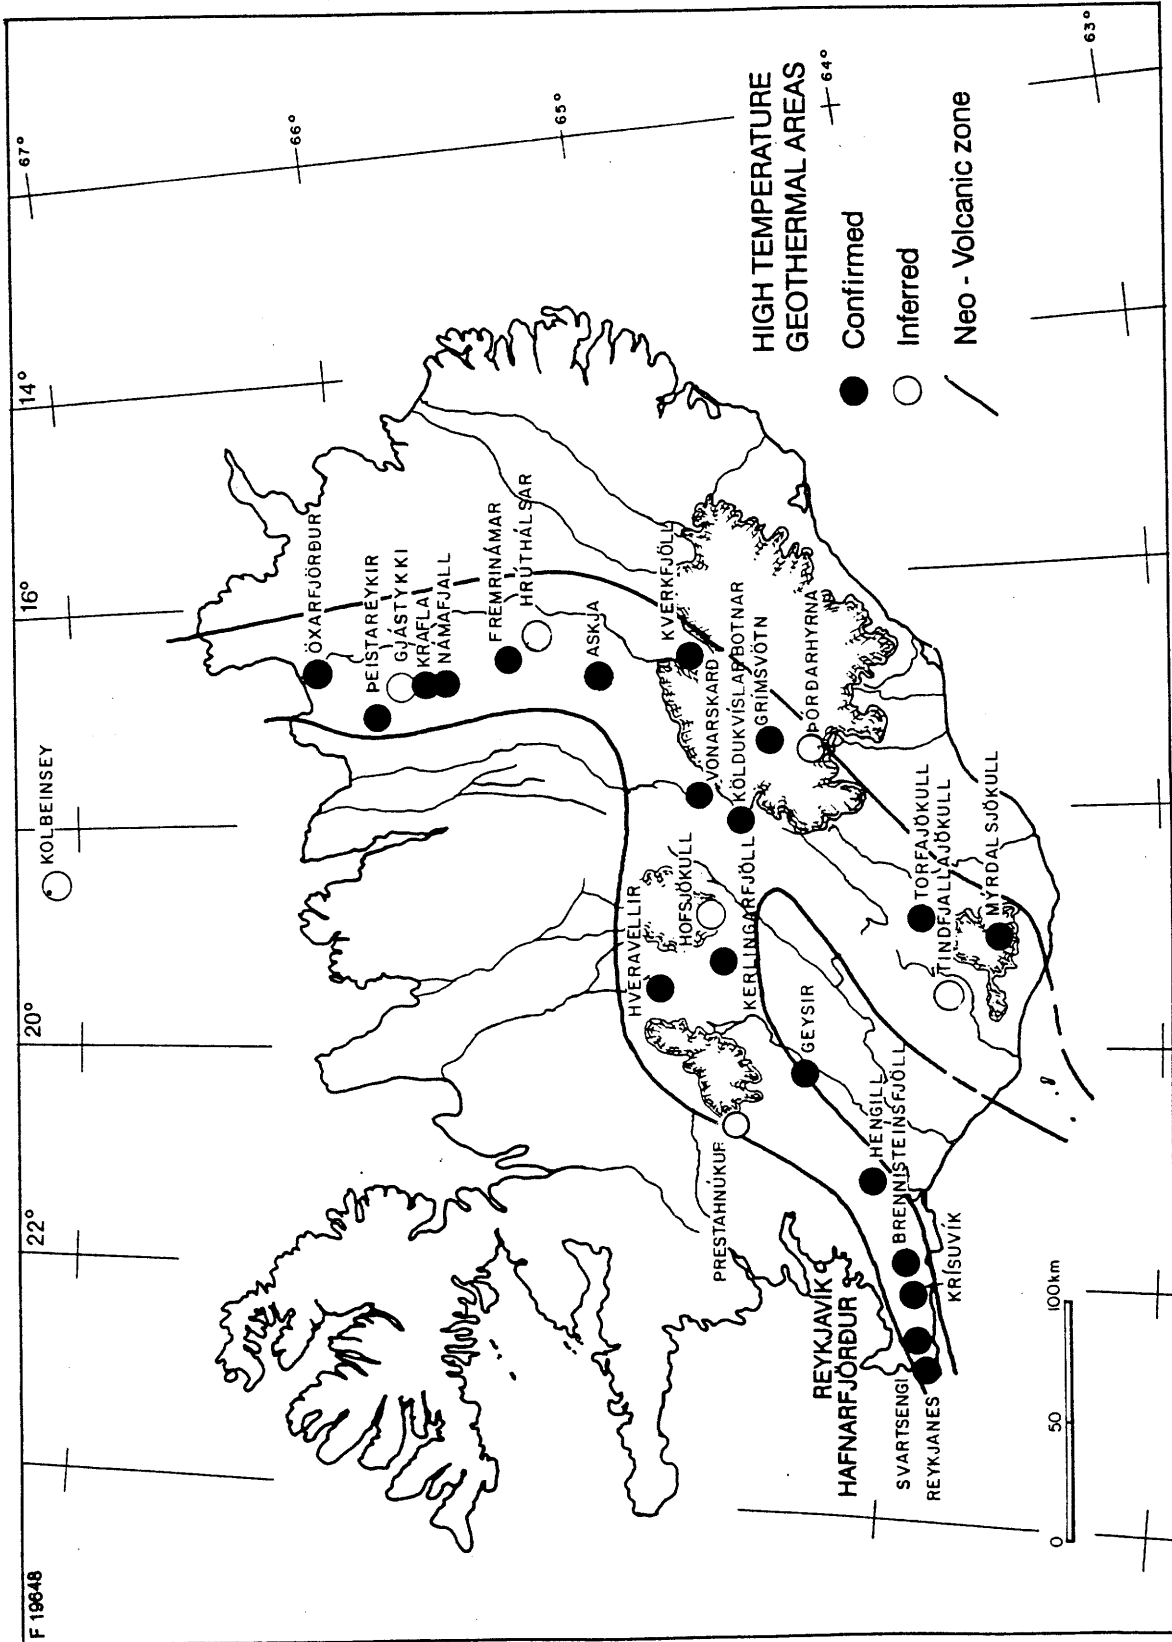 F 19648
22°
20°
16°
14°
67°
66°
65°
64°
63°
KOLBEINSEY
ÖXARFJÖRÐUR
ÞEISTAREYKIR
GJÁSTYKKI
KRAFLA
NÁMAFJALL
FREMRINÁMAR
HRÚTHÁLSAR
ASKJA
KVERKFJÖLL
VONARSKARÐ
KÖLDUKVÍSLARBOTNAR
GRÍMSVÖTN
ÞÓRÐARHYRNA
HVERAVELLIR
HOFSJÖKULL
KERLINGARFJÖLL
GEYSIR
PRESTAHNÚKUR
TORFAJÖKULL
TINDFJALLAJÖKULL
MÝRDALSJÖKULL
HENGILL
BRENNISTEINSFJÖLL
KRÍSUVÍK
REYKJAVÍK
HAFNARFJÖRÐUR
SVARTSENGI
REYKJANES
HIGH TEMPERATURE
GEOTHERMAL AREAS
Confirmed
Inferred
Neo - Volcanic zone
0 50 100km